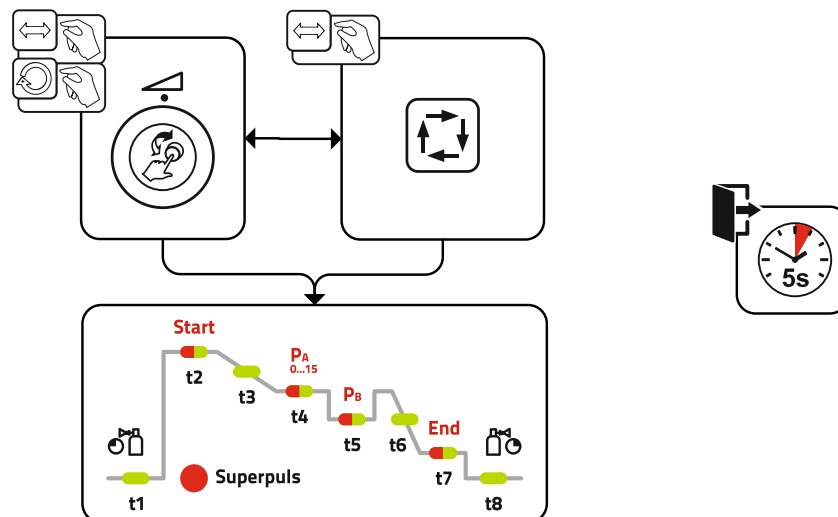 5s
Start
PA
0...15
t2
t3
PB
t4
t5
t6
End
t7
t1
Superpuls
t8